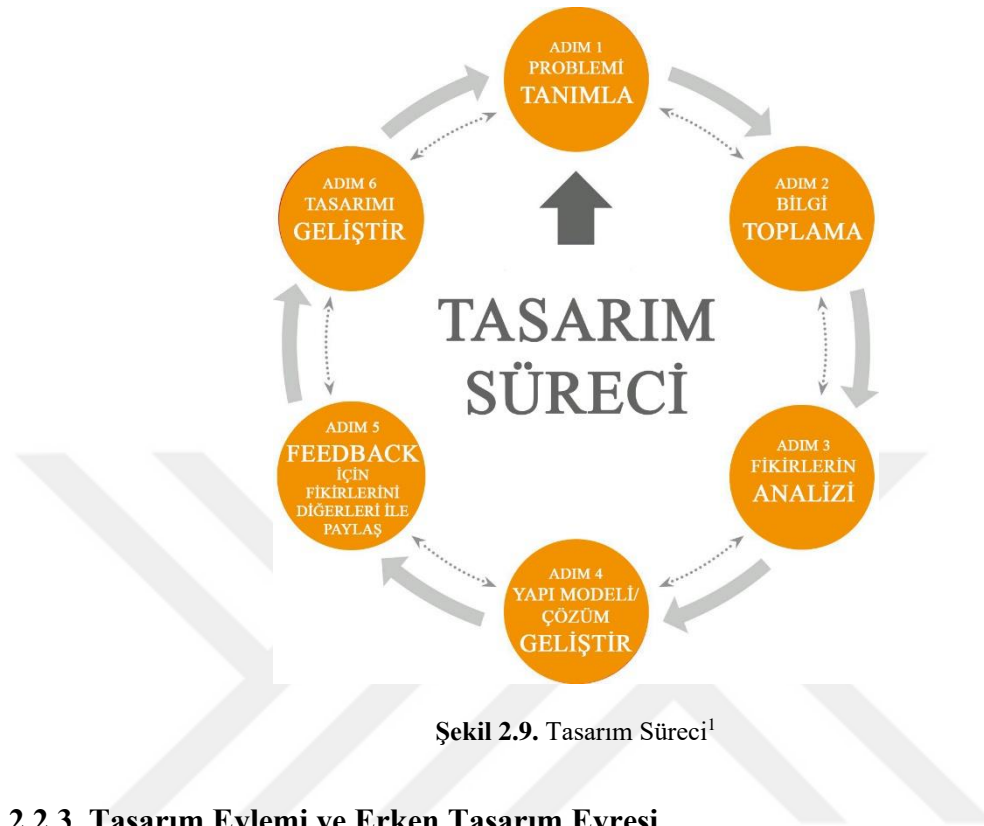 ADIM 1
PROBLEMİ
TANIMLA
ADIM 2
BİLGİ
TOPLAMA
ADIM 3
FİKİRLERİN
ANALİZİ
ADIM 4
YAPI MODELİ/
ÇÖZÜM
GELİŞTİR
ADIM 5
FEEDBACK
İÇİN
FİKİRLERİNİ
DİĞERLERİ İLE
PAYLAŞ
ADIM 6
TASARIMI
GELİŞTİR
TASARIM
SÜRECİ
Şekil 2.9. Tasarım Süreci¹
2.2.3. Tasarım Eylemi ve Erken Tasarım Evresi